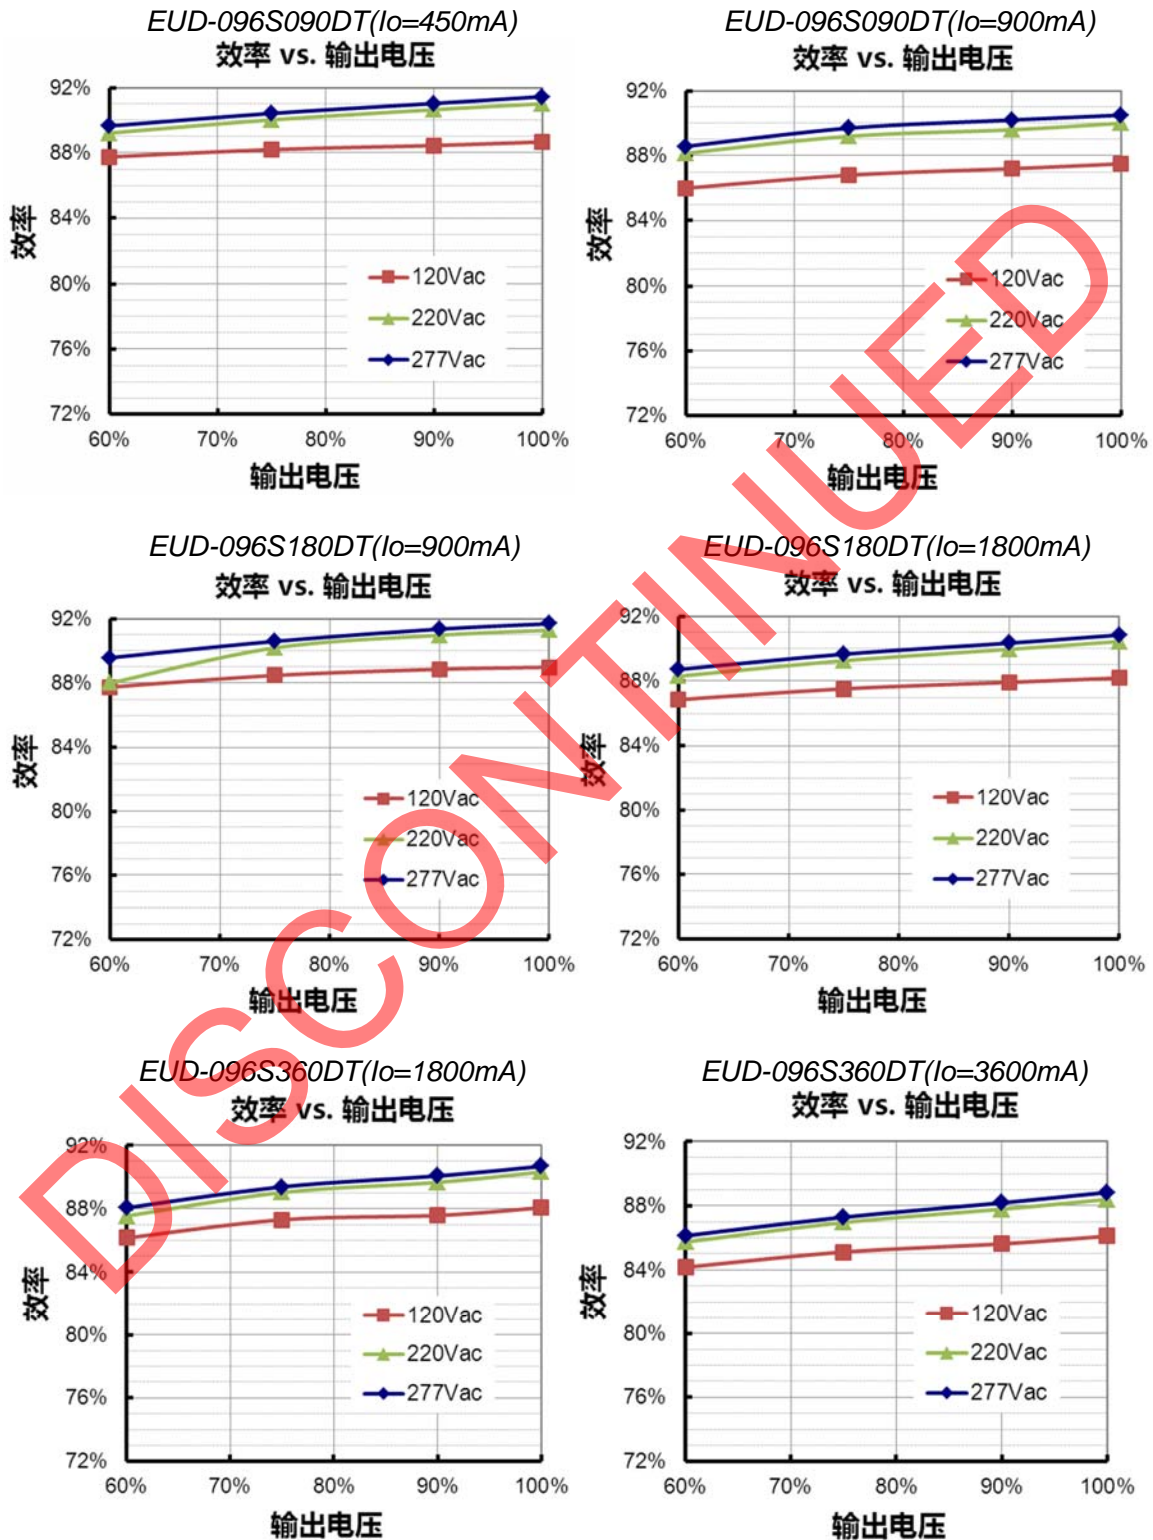 EUD-096S090DT(Io=450mA)
效率 vs. 输出电压
92%
88%
84%
80%
76%
72%
效率
120Vac
220Vac
277Vac
60% 70% 80% 90% 100%
输出电压
EUD-096S090DT(Io=900mA)
效率 vs. 输出电压
92%
88%
84%
80%
76%
72%
效率
120Vac
220Vac
277Vac
60% 70% 80% 90% 100%
输出电压
EUD-096S180DT(Io=900mA)
效率 vs. 输出电压
92%
88%
84%
80%
76%
72%
效率
120Vac
220Vac
277Vac
60% 70% 80% 90% 100%
输出电压
EUD-096S180DT(Io=1800mA)
效率 vs. 输出电压
92%
88%
84%
80%
76%
72%
效率
120Vac
220Vac
277Vac
60% 70% 80% 90% 100%
输出电压
EUD-096S360DT(Io=1800mA)
效率 vs. 输出电压
92%
88%
84%
80%
76%
72%
效率
120Vac
220Vac
277Vac
60% 70% 80% 90% 100%
输出电压
EUD-096S360DT(Io=3600mA)
效率 vs. 输出电压
92%
88%
84%
80%
76%
72%
效率
120Vac
220Vac
277Vac
60% 70% 80% 90% 100%
输出电压
DISCONTINUED